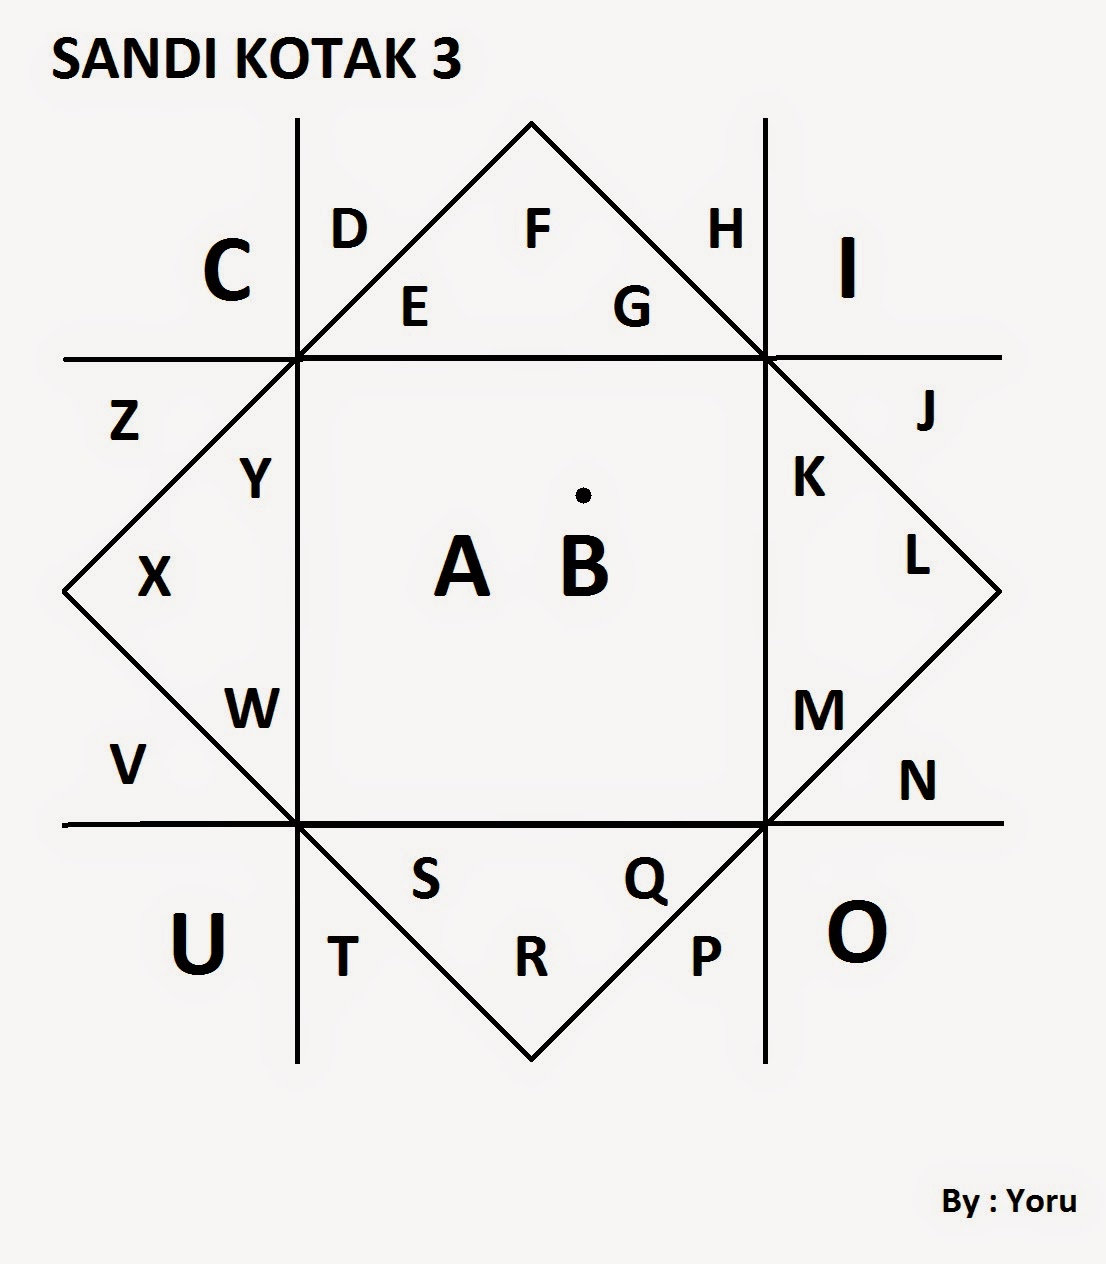 SANDI KOTAK 3
D F H
C I
E G
Z J
Y K
X L
A B
W M
V N
S Q
U O
T R P
By : Yoru